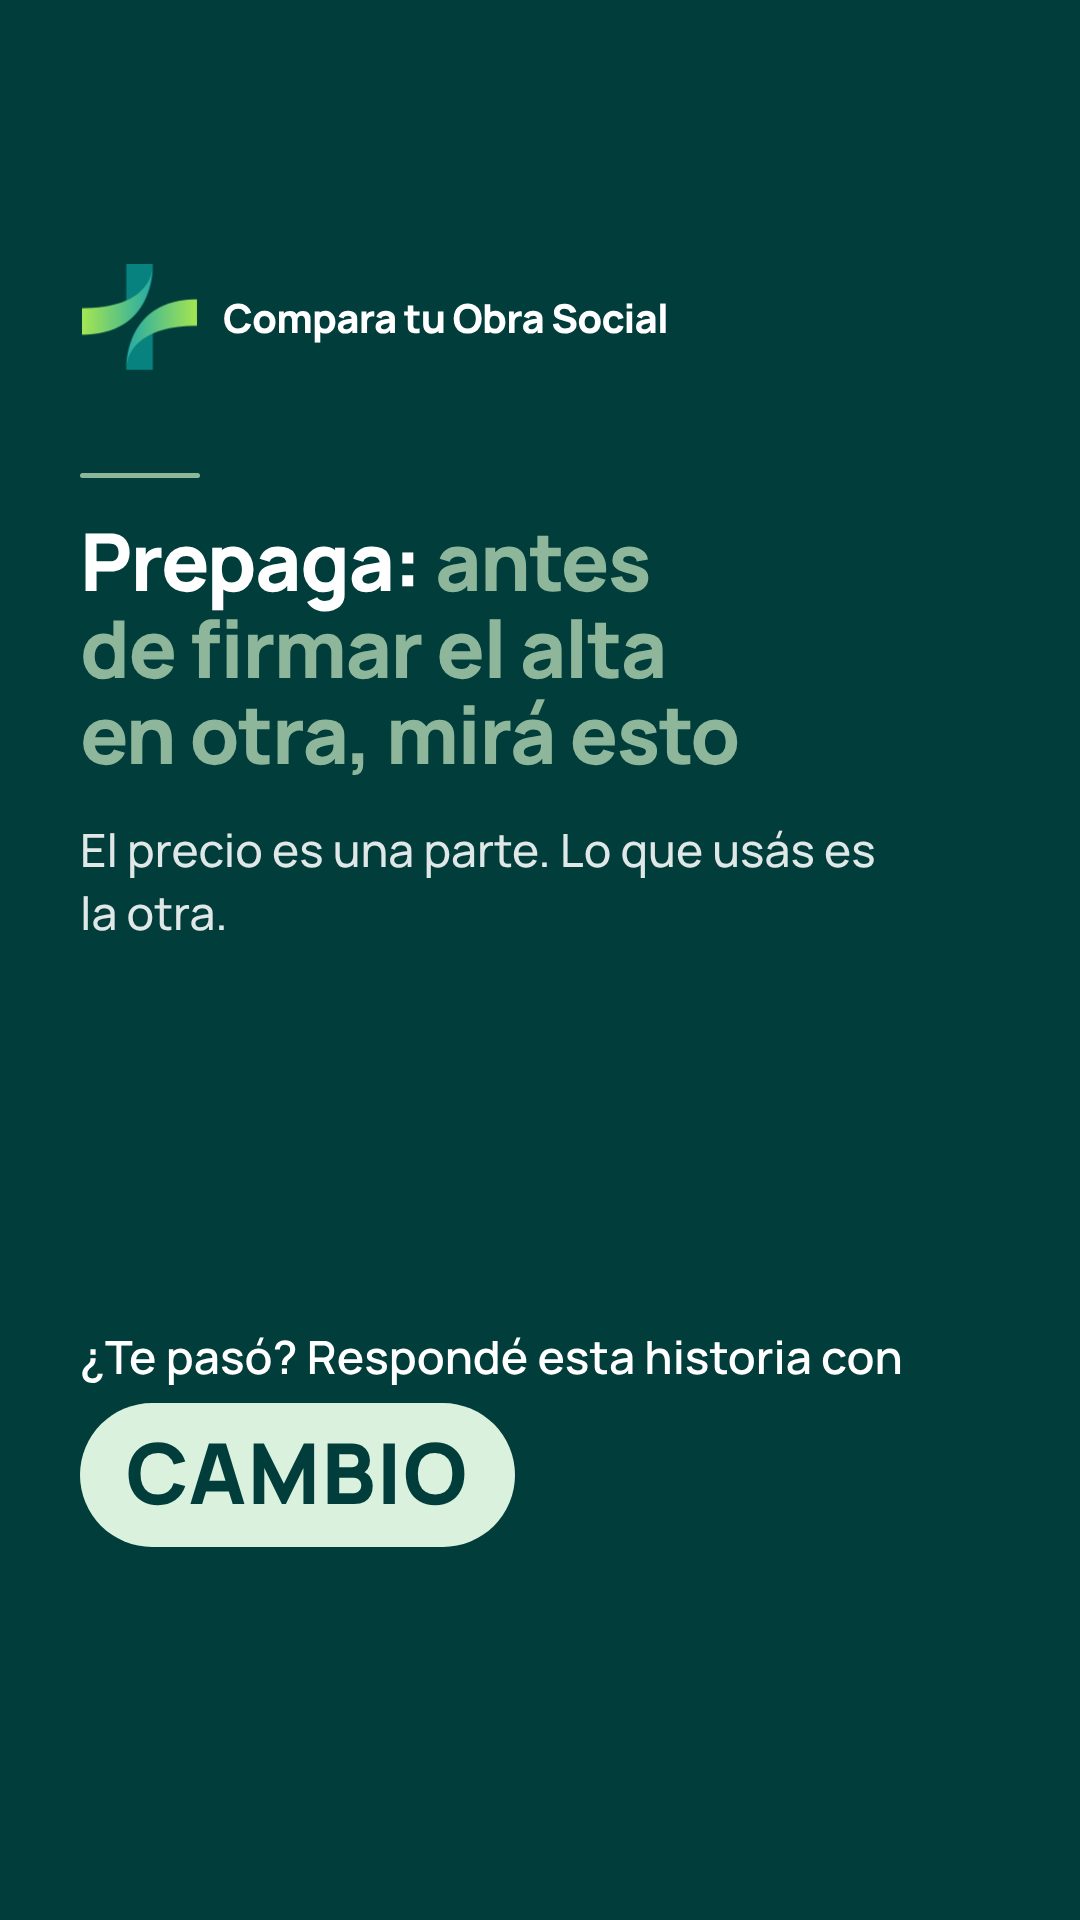 Compara tu Obra Social
Prepaga: antes
de firmar el alta
en otra, mirá esto
El precio es una parte. Lo que usás es
la otra.
¿Te pasó? Respondé esta historia con
CAMBIO